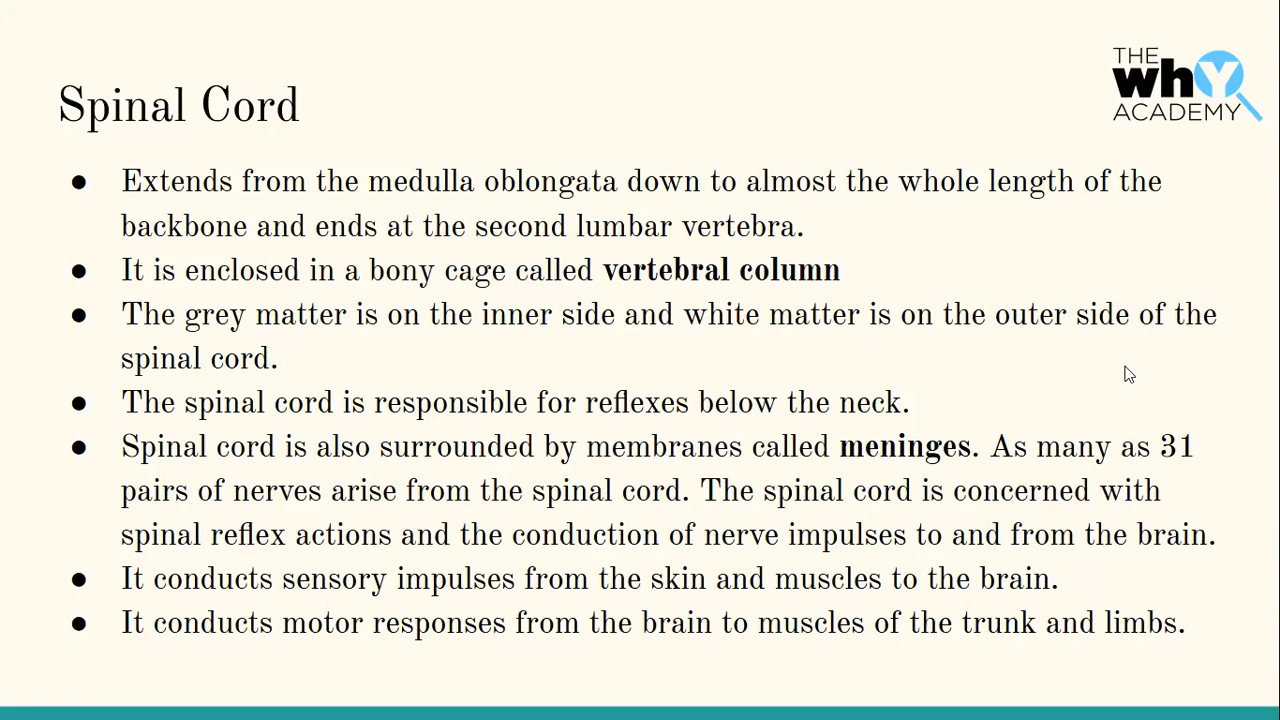 THE
whY
ACADEMY
Spinal Cord
● Extends from the medulla oblongata down to almost the whole length of the
backbone and ends at the second lumbar vertebra.
● It is enclosed in a bony cage called vertebral column
● The grey matter is on the inner side and white matter is on the outer side of the
spinal cord.
● The spinal cord is responsible for reflexes below the neck.
● Spinal cord is also surrounded by membranes called meninges. As many as 31
pairs of nerves arise from the spinal cord. The spinal cord is concerned with
spinal reflex actions and the conduction of nerve impulses to and from the brain.
● It conducts sensory impulses from the skin and muscles to the brain.
● It conducts motor responses from the brain to muscles of the trunk and limbs.